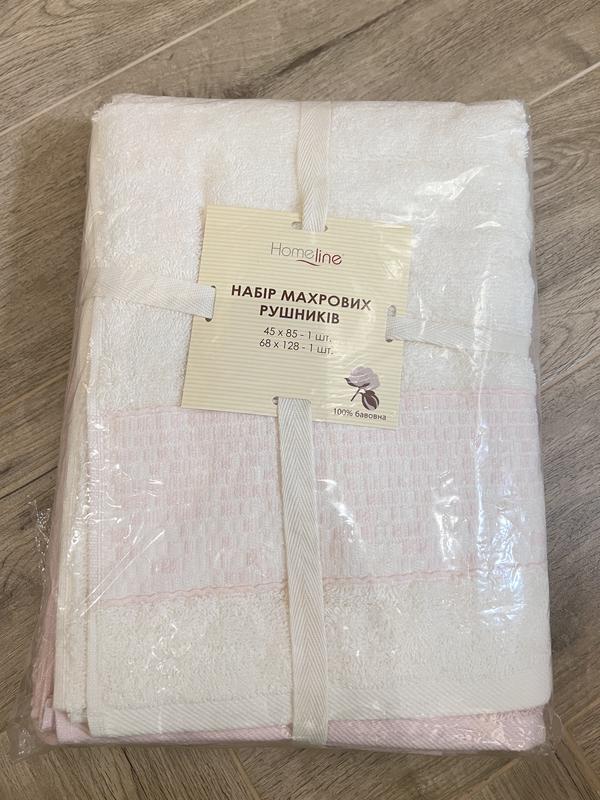 Homeline
НАБІР МАХРОВИХ
РУШНИКІВ
45 x 85 - 1 шт.
68 x 128 - 1 шт.
100% бавовна